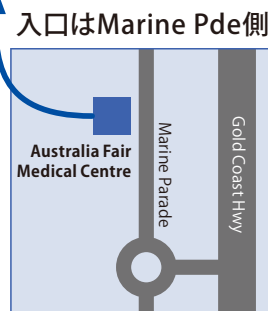 入口はMarine Pde側
Australia Fair
Medical Centre
Marine Parade
Gold Coast Hwy